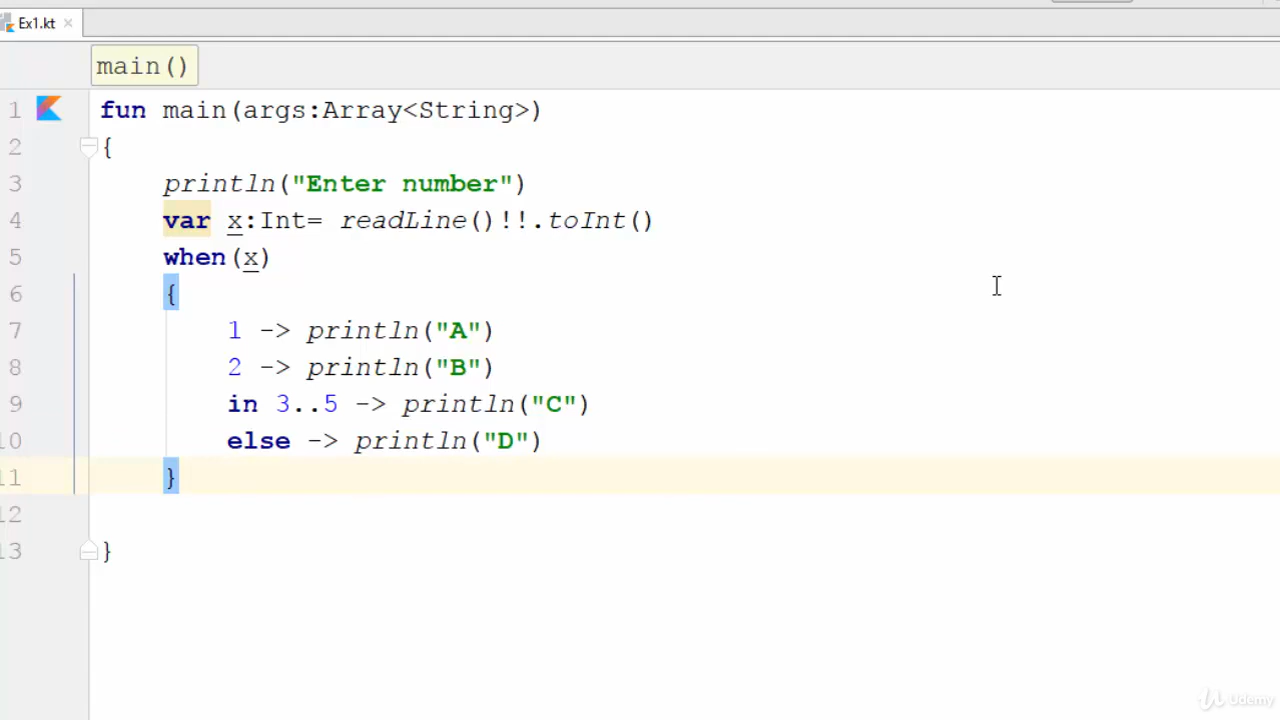 Ex1.kt
main()
1 fun main(args:Array<String>)
2 {
3 println("Enter number")
4 var x:Int= readLine()!!.toInt()
5 when(x)
6 {
7 1 -> println("A")
8 2 -> println("B")
9 in 3..5 -> println("C")
10 else -> println("D")
11 }
12
13 }
Udemy